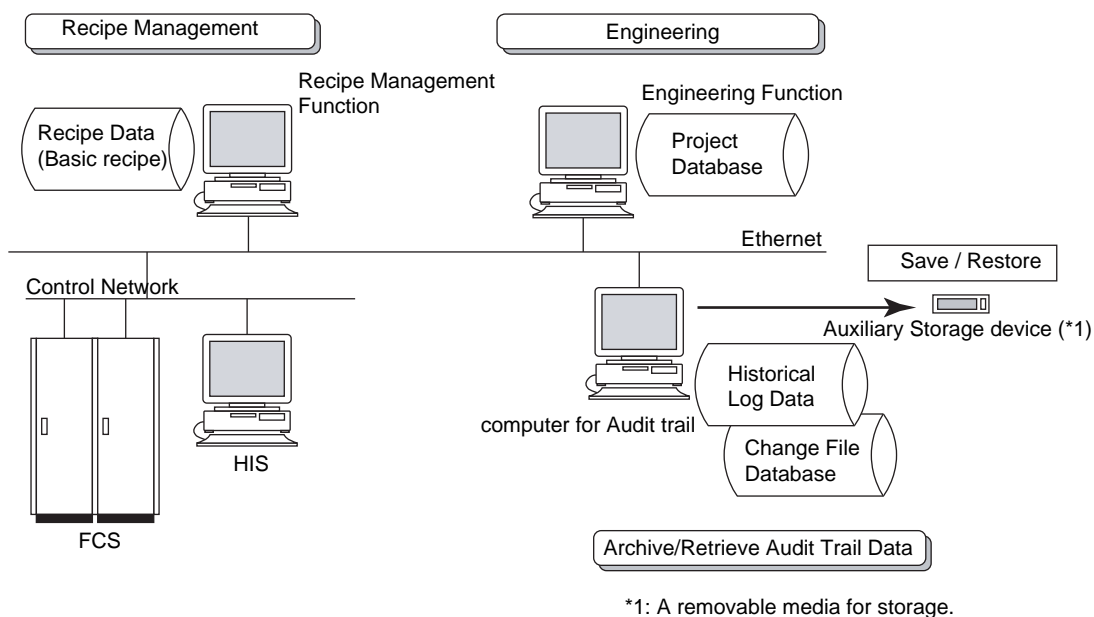 Recipe Management
Engineering
Recipe Management
Function
Engineering Function
Recipe Data
(Basic recipe)
Project
Database
Ethernet
Save / Restore
Control Network
Auxiliary Storage device (*1)
Historical
Log Data
computer for Audit trail
Change File
Database
HIS
FCS
Archive/Retrieve Audit Trail Data
*1: A removable media for storage.